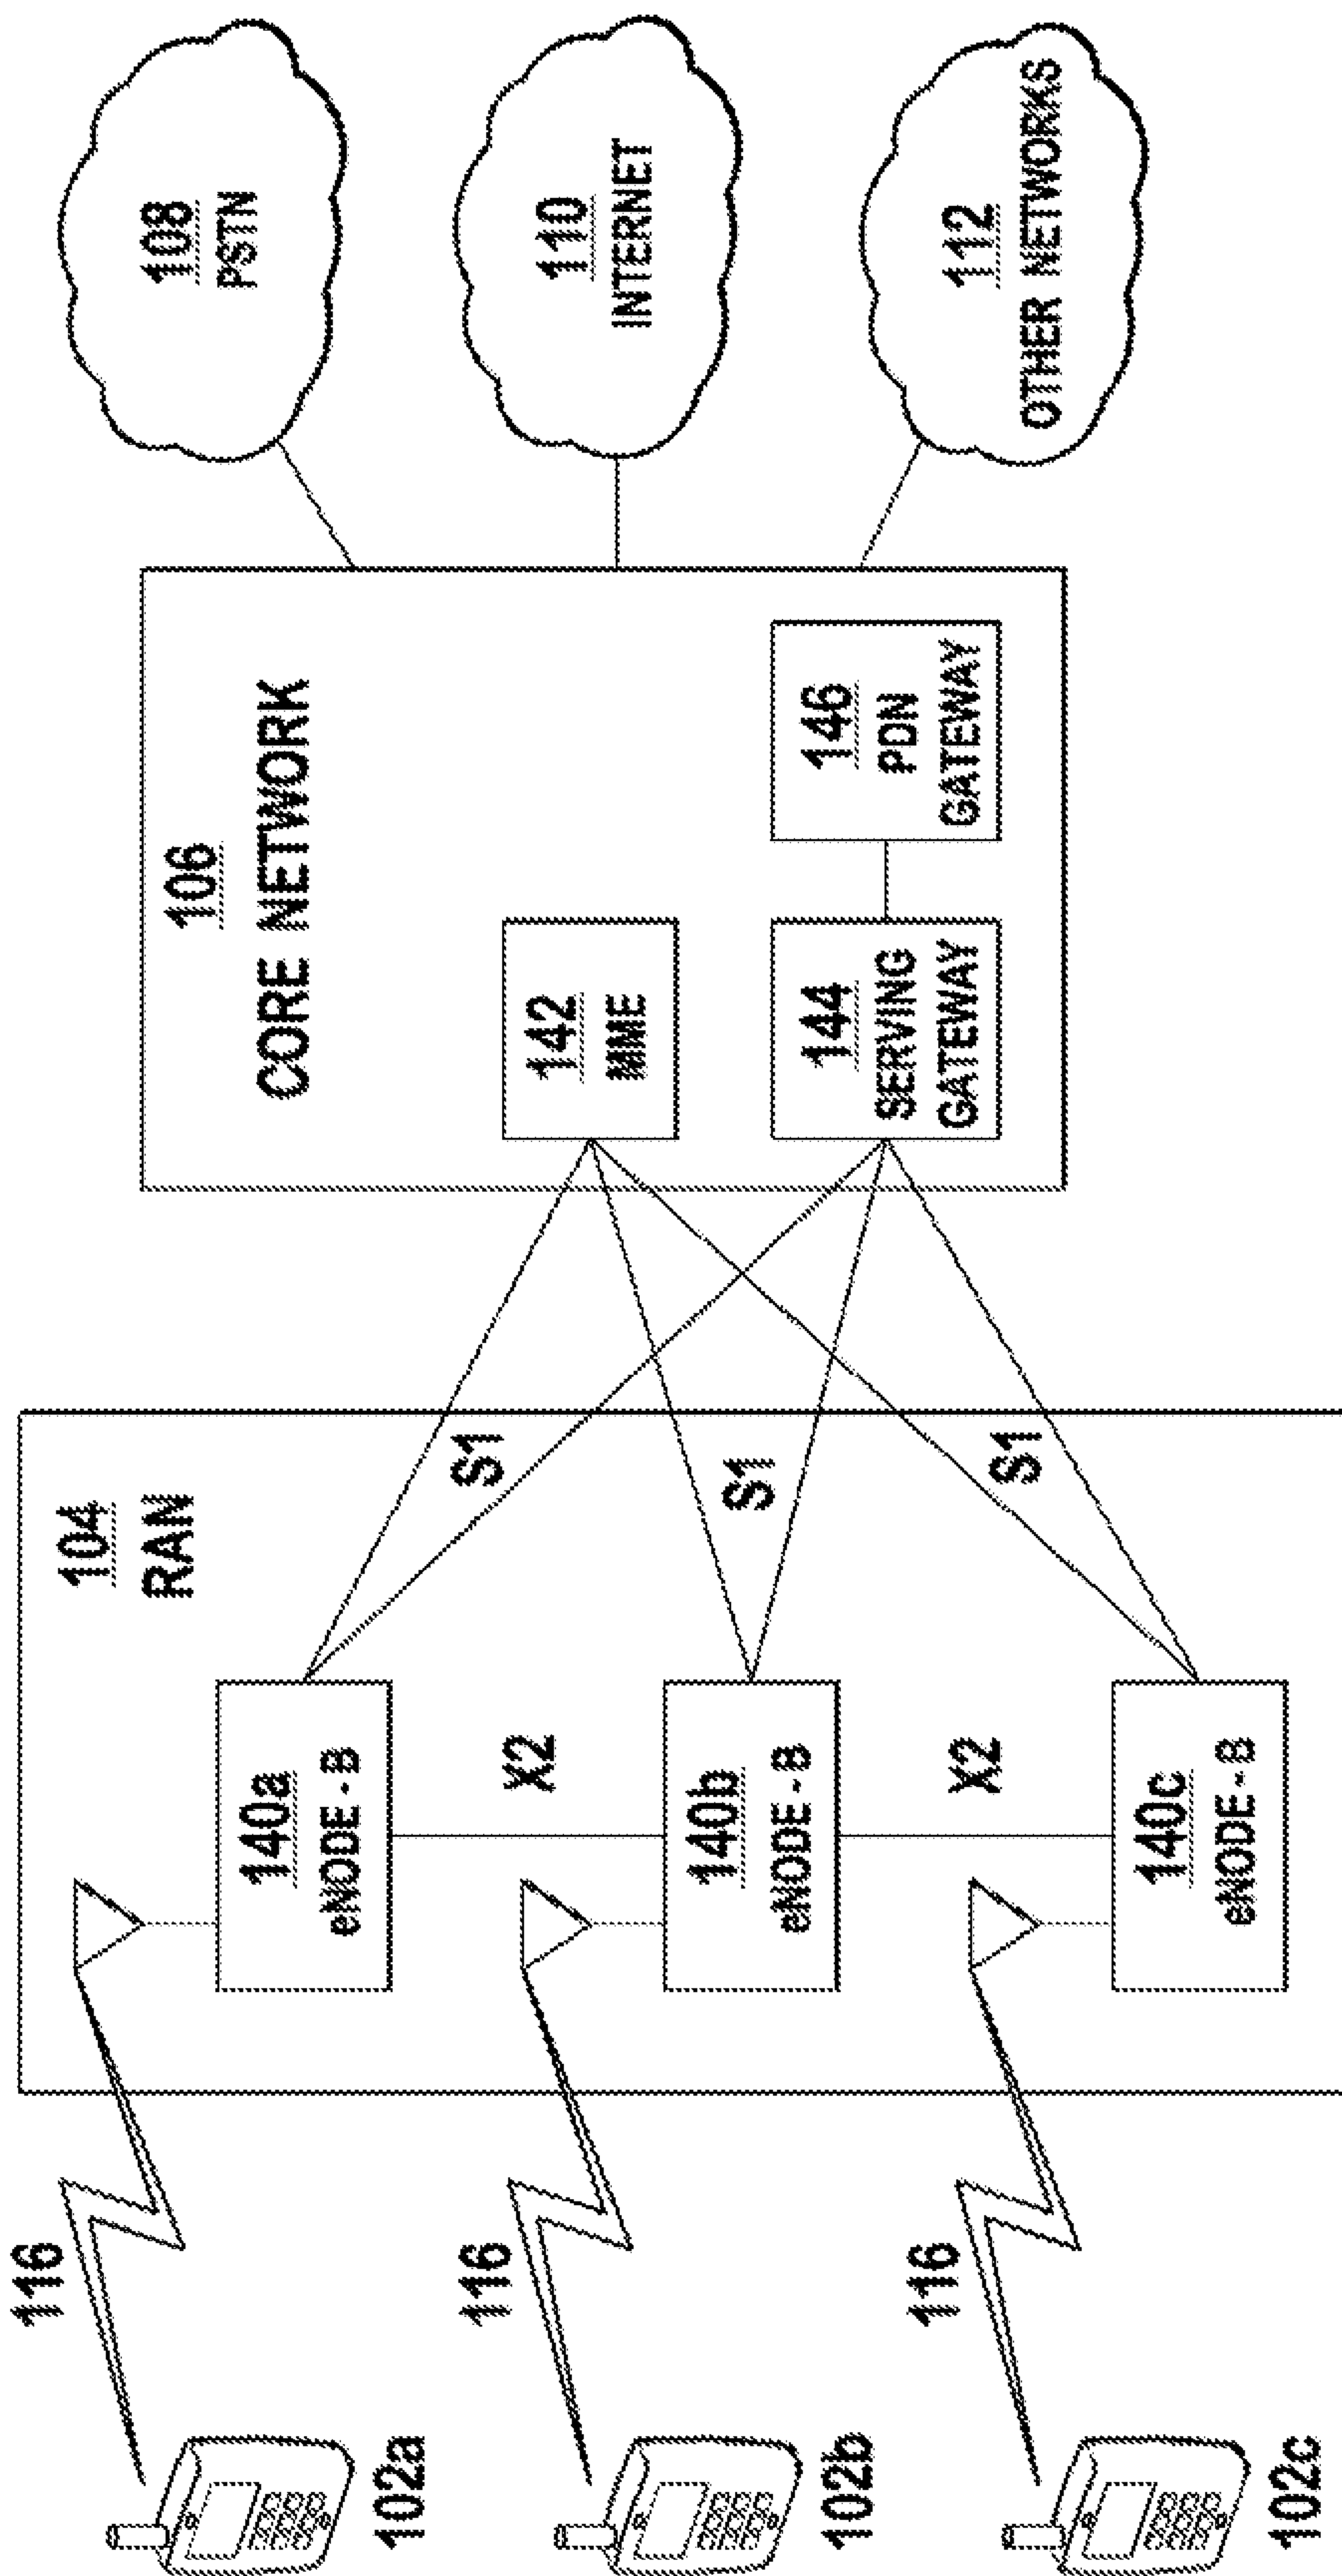 116
102a
116
102b
116
102c
104
RAN
140a
eNODE-B
X2
140b
eNODE-B
X2
140c
eNODE-B
S1
S1
S1
106
CORE NETWORK
142
MME
144
SERVING
GATEWAY
146
PDN
GATEWAY
108
PSTN
110
INTERNET
112
OTHER NETWORKS